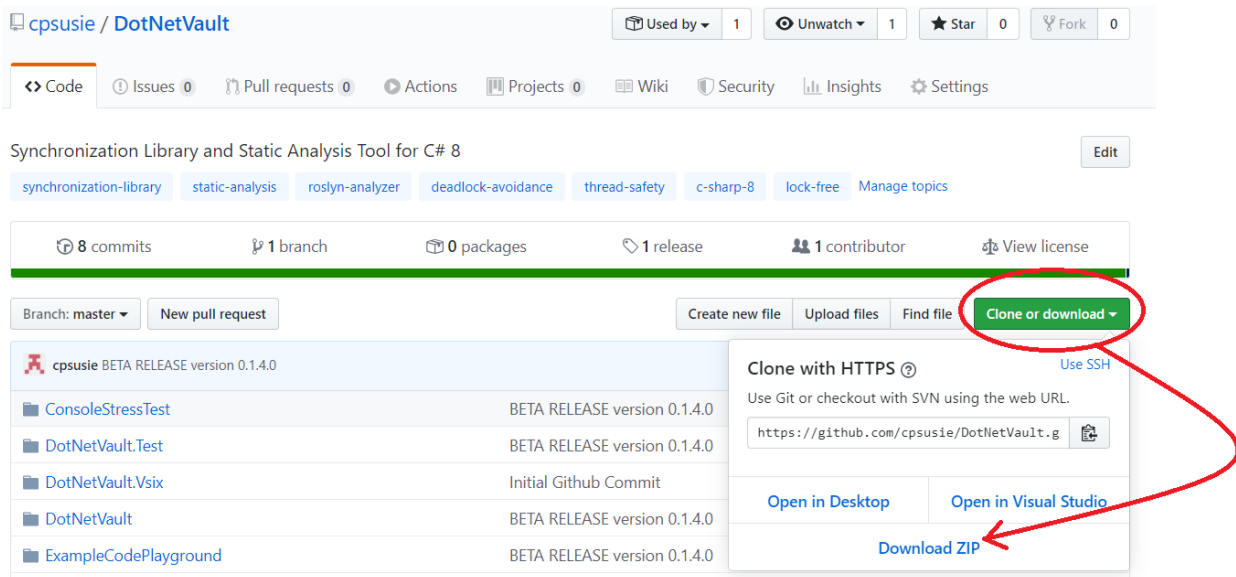 cpsusie / DotNetVault
Used by 1
Unwatch 1
Star 0
Fork 0
Code
Issues 0
Pull requests 0
Actions
Projects 0
Wiki
Security
Insights
Settings
Synchronization Library and Static Analysis Tool for C# 8
Edit
synchronization-library static-analysis roslyn-analyzer deadlock-avoidance thread-safety c-sharp-8 lock-free Manage topics
8 commits
1 branch
0 packages
1 release
1 contributor
View license
Branch: master
New pull request
Create new file
Upload files
Find file
Clone or download
cpsusie BETA RELEASE version 0.1.4.0
ConsoleStressTest BETA RELEASE version 0.1.4.0
DotNetVault.Test BETA RELEASE version 0.1.4.0
DotNetVault.Vsix Initial Github Commit
DotNetVault BETA RELEASE version 0.1.4.0
ExampleCodePlayground BETA RELEASE version 0.1.4.0
Clone with HTTPS ?
Use SSH
Use Git or checkout with SVN using the web URL.
https://github.com/cpsusie/DotNetVault.g
Open in Desktop
Open in Visual Studio
Download ZIP